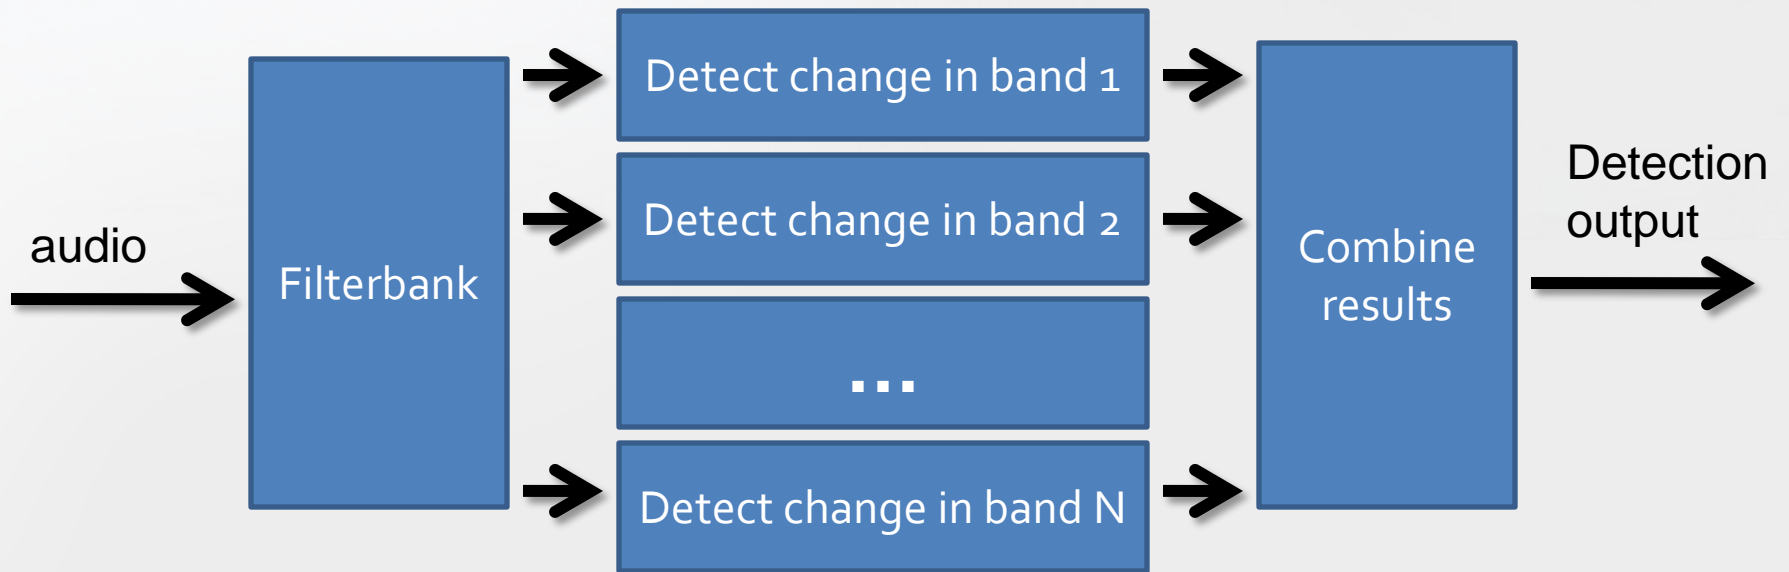 audio
Filterbank
Detect change in band 1
Detect change in band 2
...
Detect change in band N
Combine
results
Detection
output